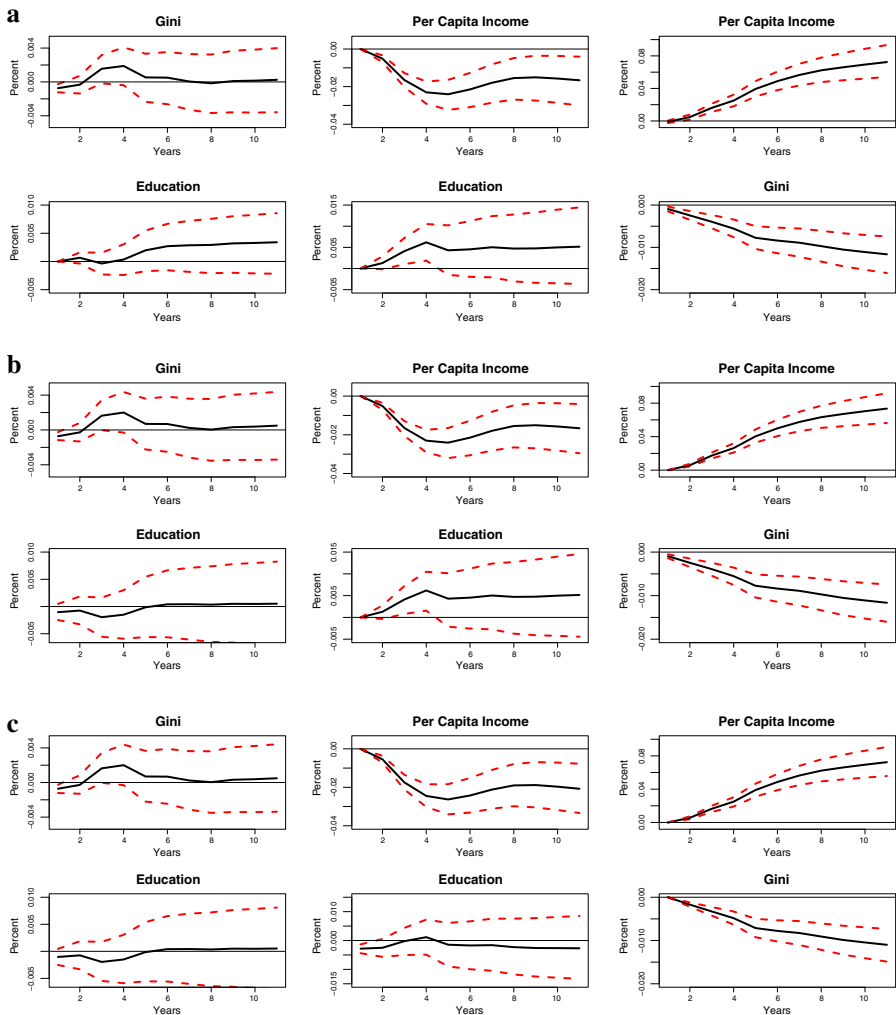 a
Gini
Percent
0.004
0.000
−0.004
2 4 6 8 10
Years
Per Capita Income
Percent
0.00
−0.02
−0.04
2 4 6 8 10
Years
Per Capita Income
Percent
0.08
0.04
0.00
2 4 6 8 10
Years
Education
Percent
0.010
0.005
−0.005
2 4 6 8 10
Years
Education
Percent
0.015
0.005
−0.005
2 4 6 8 10
Years
Gini
Percent
0.000
−0.010
−0.020
2 4 6 8 10
Years
b
Gini
Percent
0.004
0.000
−0.004
2 4 6 8 10
Years
Per Capita Income
Percent
0.00
−0.02
−0.04
2 4 6 8 10
Years
Per Capita Income
Percent
0.08
0.04
0.00
2 4 6 8 10
Years
Education
Percent
0.010
0.005
−0.005
2 4 6 8 10
Years
Education
Percent
0.015
0.005
−0.005
2 4 6 8 10
Years
Gini
Percent
0.000
−0.010
−0.020
2 4 6 8 10
Years
c
Gini
Percent
0.004
0.000
−0.004
2 4 6 8 10
Years
Per Capita Income
Percent
0.00
−0.02
−0.04
2 4 6 8 10
Years
Per Capita Income
Percent
0.08
0.04
0.00
2 4 6 8 10
Years
Education
Percent
0.010
0.005
−0.005
2 4 6 8 10
Years
Education
Percent
0.010
0.000
−0.015
2 4 6 8 10
Years
Gini
Percent
0.000
−0.010
−0.020
2 4 6 8 10
Years